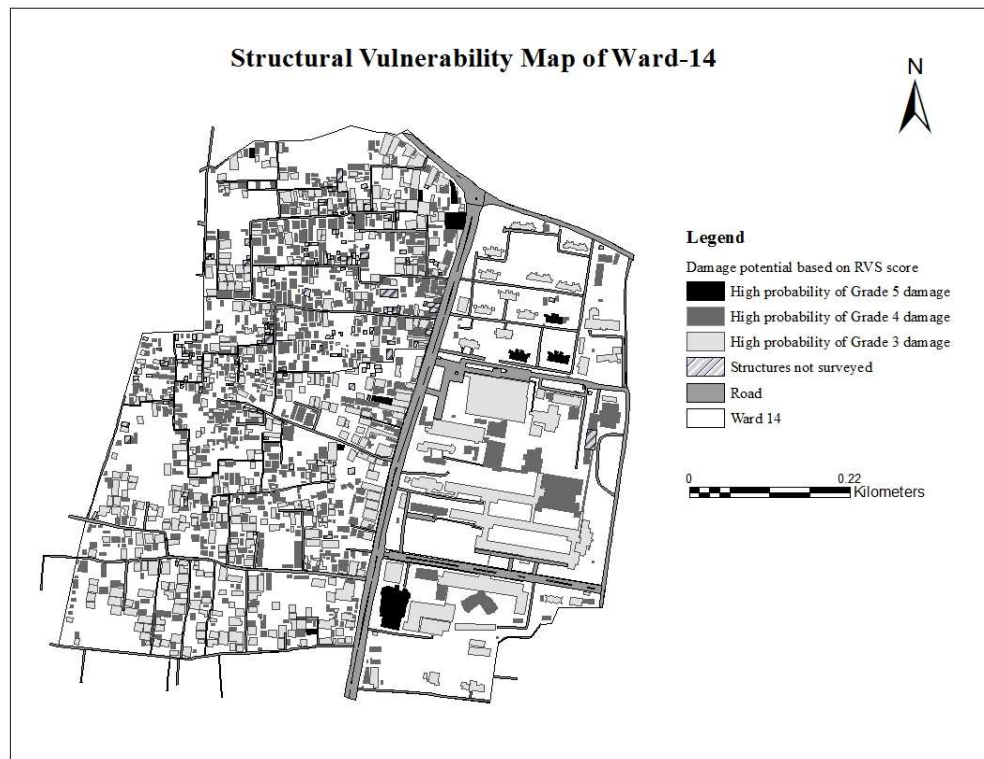 Structural Vulnerability Map of Ward-14
N
Legend
Damage potential based on RVS score
High probability of Grade 5 damage
High probability of Grade 4 damage
High probability of Grade 3 damage
Structures not surveyed
Road
Ward 14
0 0.22
Kilometers